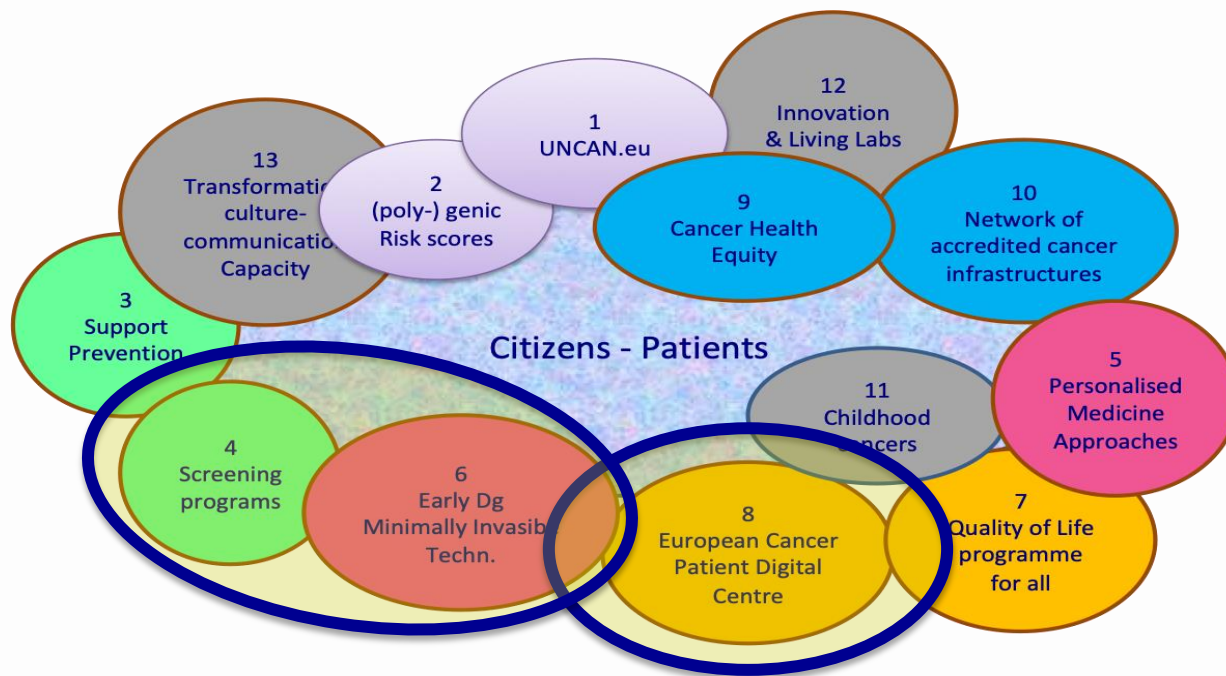 1
UNCAN.eu
12
Innovation
& Living Labs
13
Transformatio
culture-
communicatio
Capacity
2
(poly-) genic
Risk scores
9
Cancer Health
Equity
10
Network of
accredited cancer
infrastructures
3
Support
Prevention
Citizens - Patients
5
Personalised
Medicine
Approaches
11
Childhood
cancers
4
Screening
programs
6
Early Dg
Minimally Invasib
Techn.
8
European Cancer
Patient Digital
Centre
7
Quality of Life
programme
for all